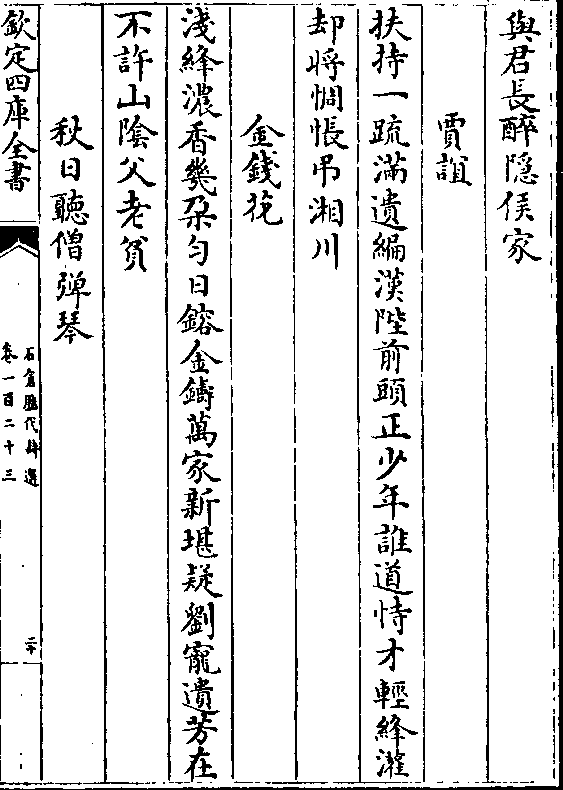 與君長醉隱侯家
賈誼
扶持一疏滿遺編漢陛前頭正少年誰道恃才輕絳灌
却將惆悵吊湘川
金錢花
淺絳濃香幾朶勻日鎔金鑄萬家新堪疑劉寵遺芳在
不許山陰父老貧
秋日聽僧彈琴
欽定四庫全書
石倉歴代詩選
卷一百二十三
二十